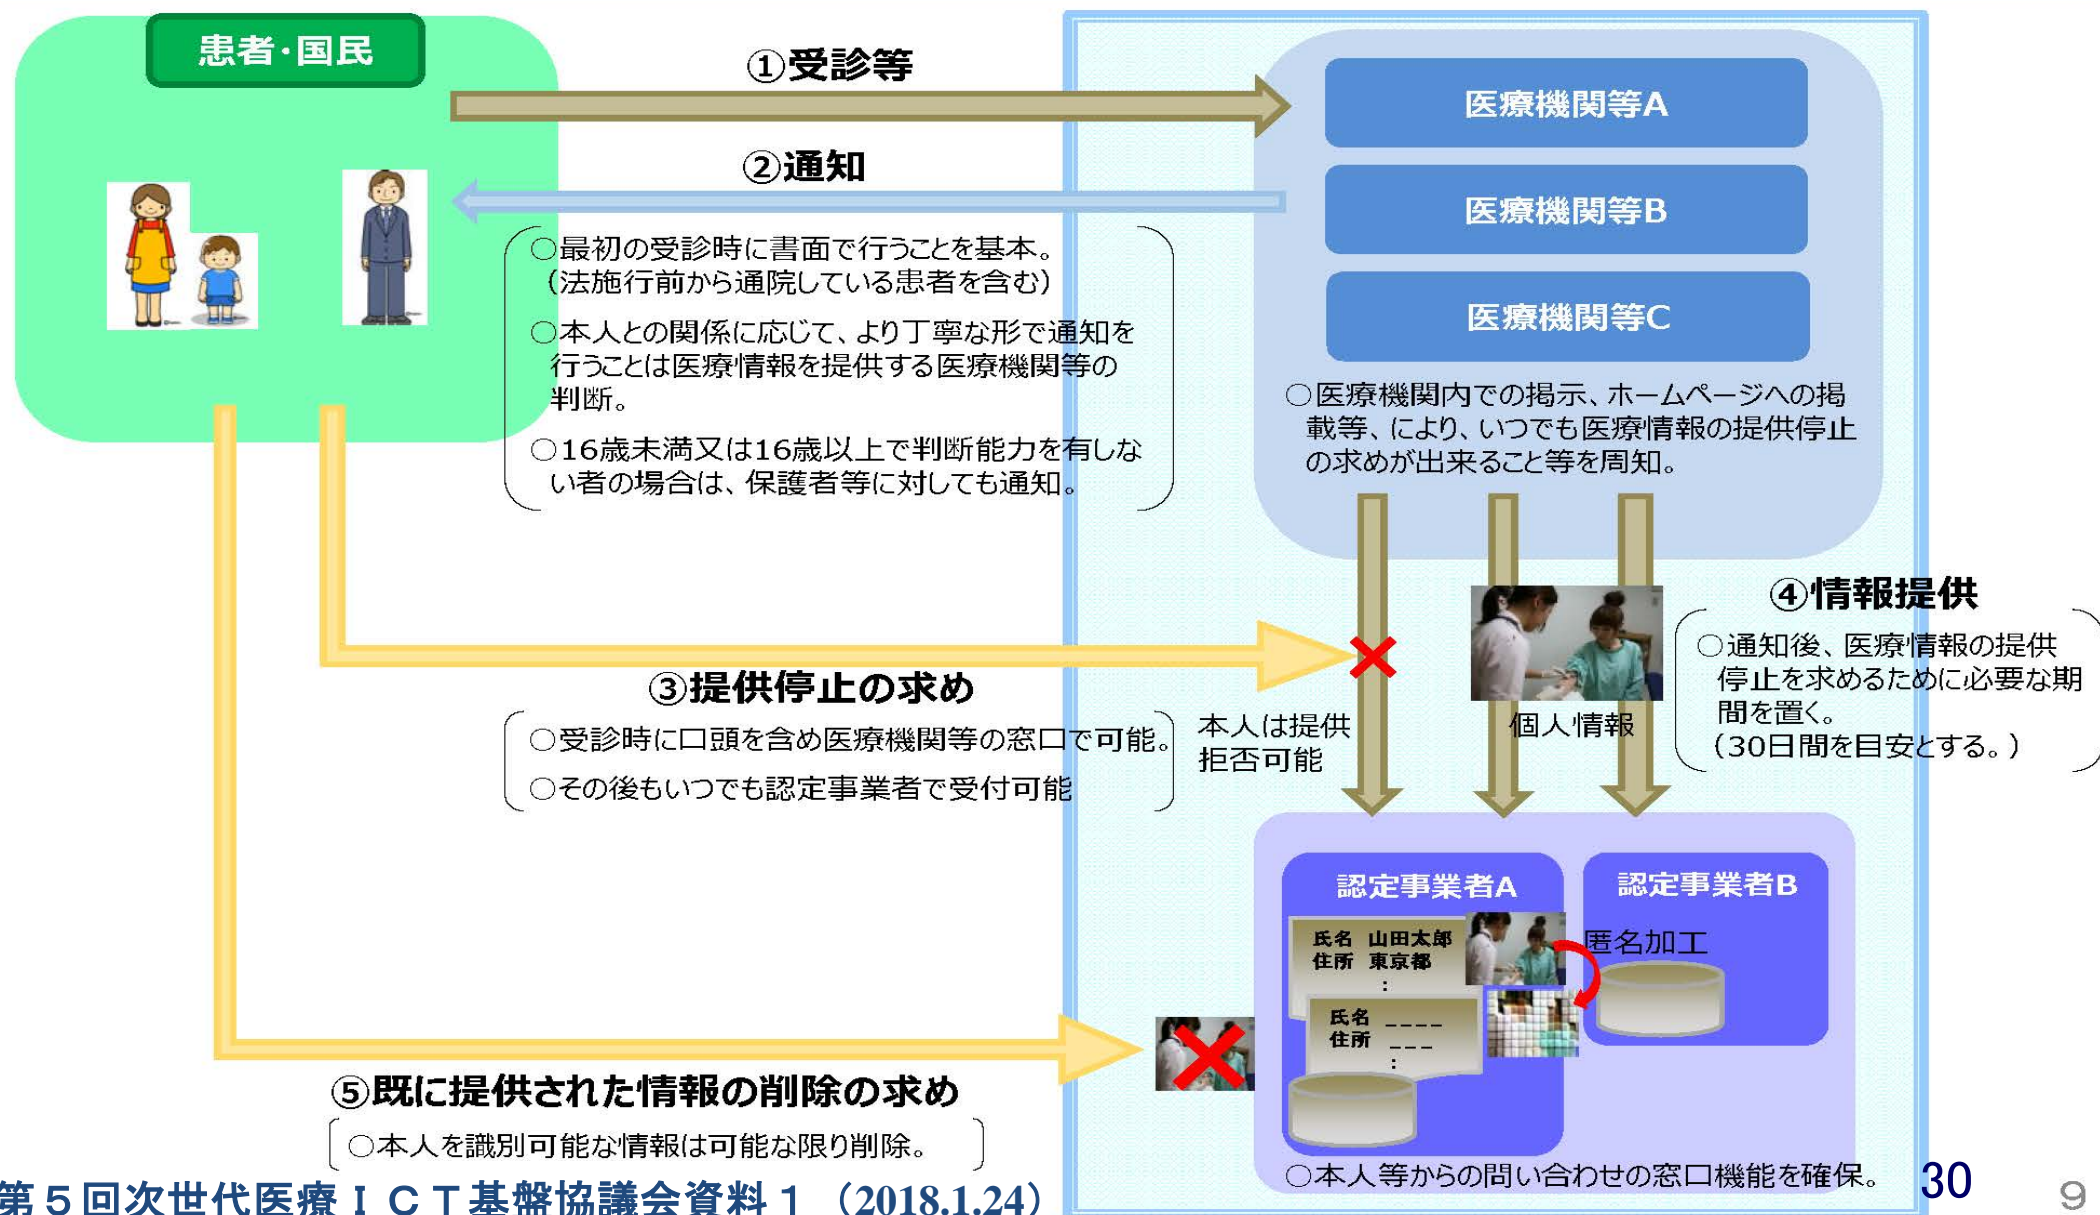 患者･国民
①受診等
②通知
○最初の受診時に書面で行うことを基本。
（法施行前から通院している患者を含む）
○本人との関係に応じて、より丁寧な形で通知を
行うことは医療情報を提供する医療機関等の
判断。
○16歳未満又は16歳以上で判断能力を有しな
い者の場合は、保護者等に対しても通知。
医療機関等A
医療機関等B
医療機関等C
○医療機関内での掲示、ホームページへの掲
載等、により、いつでも医療情報の提供停止
の求めが出来ること等を周知。
③提供停止の求め
○受診時に口頭を含め医療機関等の窓口で可能。
○その後もいつでも認定事業者で受付可能
本人は提供
拒否可能
個人情報
④情報提供
○通知後、医療情報の提供
停止を求めるために必要な期
間を置く。
（30日間を目安とする。）
認定事業者A
氏名 山田太郎
住所 東京都
：
氏名 ____
住所 ___
：
認定事業者B
匿名加工
⑤既に提供された情報の削除の求め
○本人を識別可能な情報は可能な限り削除。
○本人等からの問い合わせの窓口機能を確保。
第５回次世代医療ＩＣＴ基盤協議会資料１（2018.1.24）
30
9